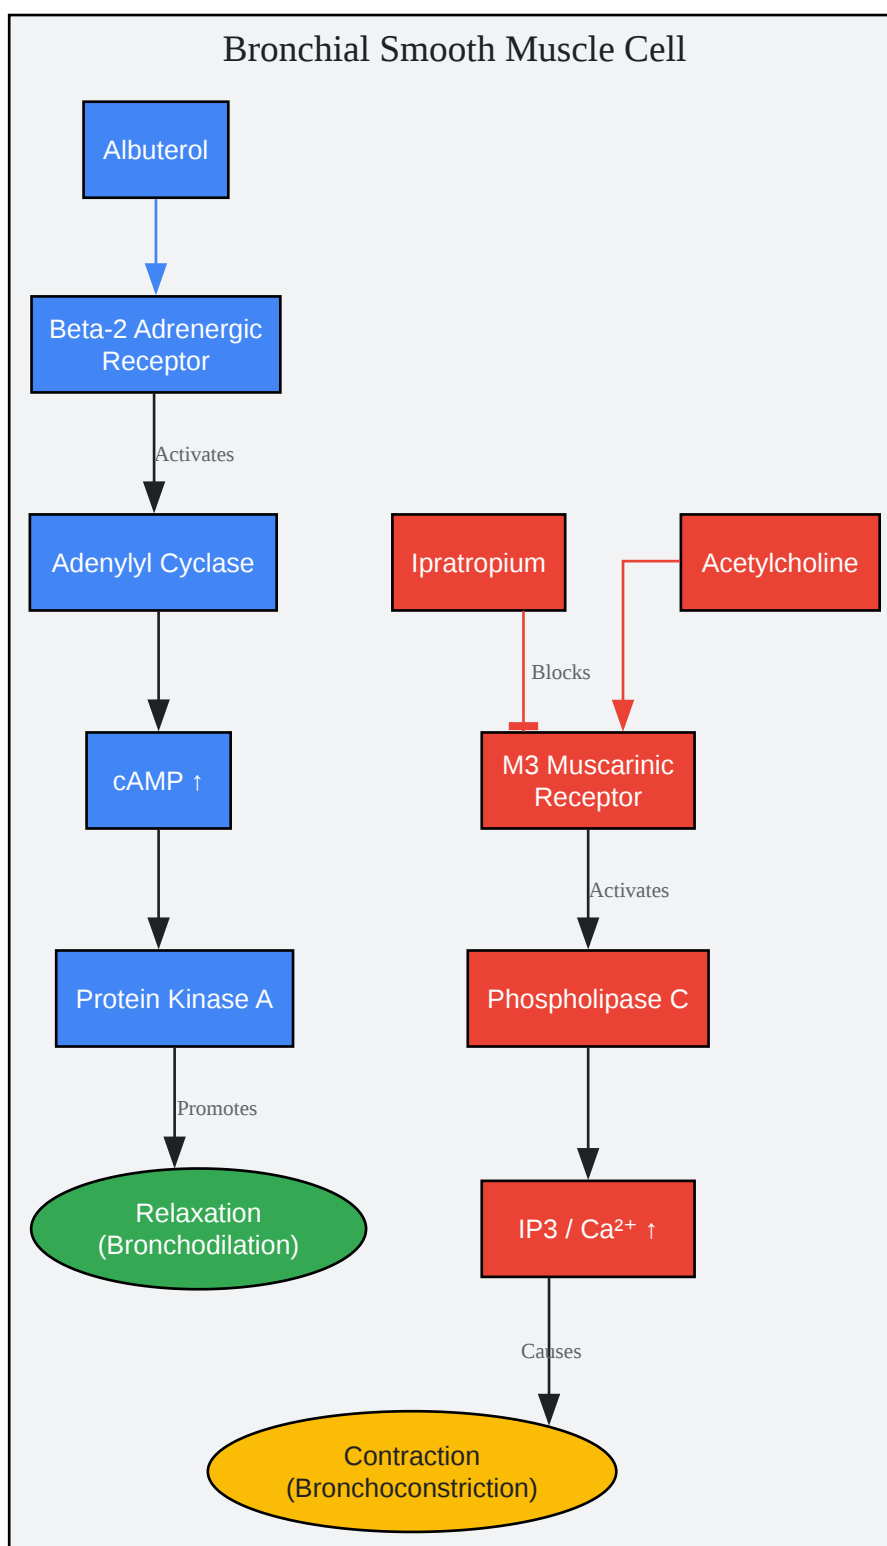 Bronchial Smooth Muscle Cell
Albuterol
Beta-2 Adrenergic
Receptor
Activates
Adenylyl Cyclase
Ipratropium
Acetylcholine
Blocks
cAMP ↑
M3 Muscarinic
Receptor
Activates
Protein Kinase A
Phospholipase C
Promotes
Relaxation
(Bronchodilation)
IP3 / Ca²⁺ ↑
Causes
Contraction
(Bronchoconstriction)